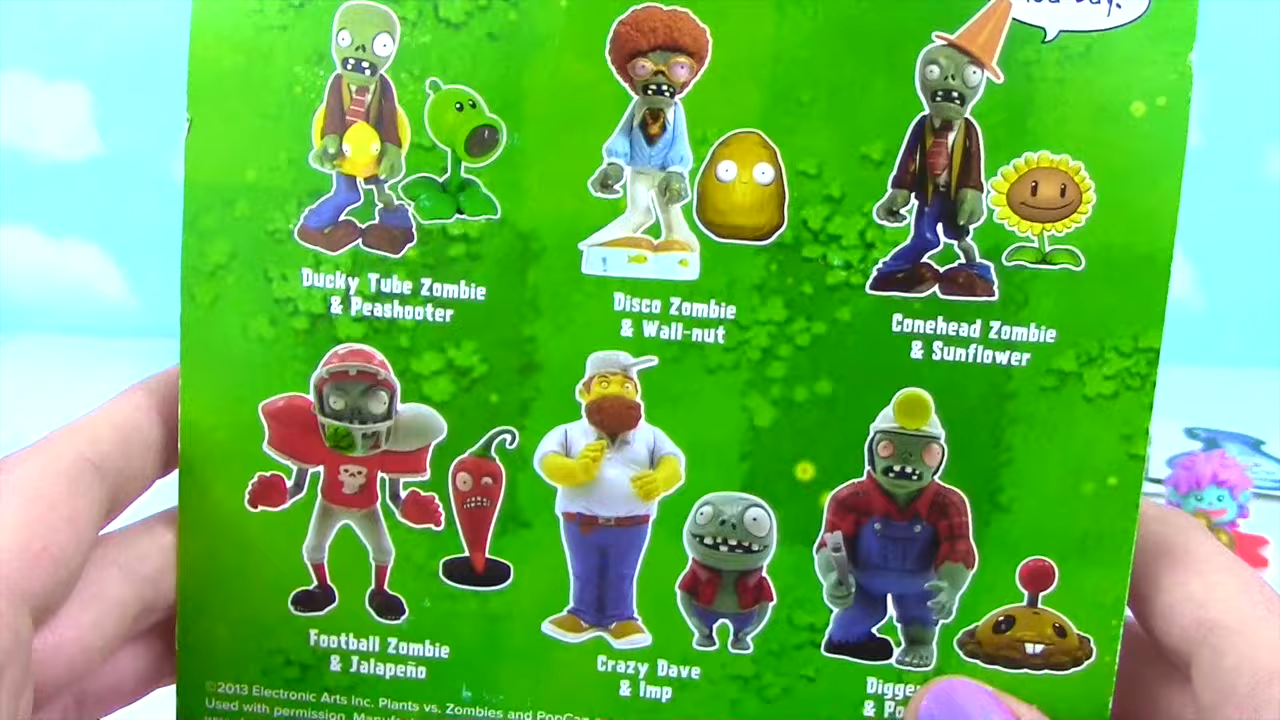 Ducky Tube Zombie
& Peashooter
Disco Zombie
& Wall-nut
Conehead Zombie
& Sunflower
Football Zombie
& Jalapeño
Crazy Dave
& Imp
Digger
& Po
©2013 Electronic Arts Inc. Plants vs. Zombies and PopCap
Used with permission.